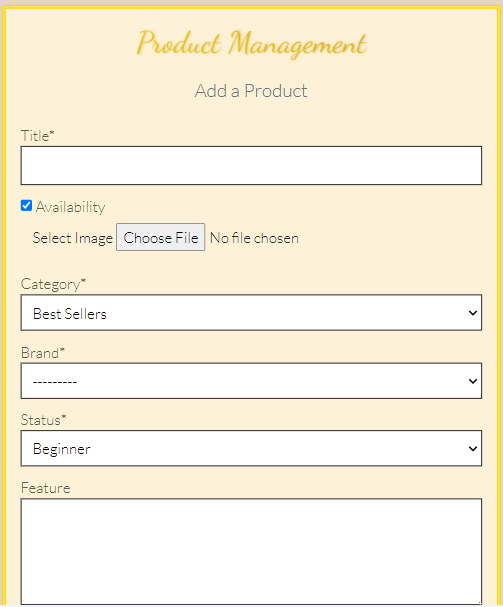 Product Management
Add a Product
Title*
Availability
Select Image Choose File No file chosen
Category*
Best Sellers
Brand*
---------
Status*
Beginner
Feature